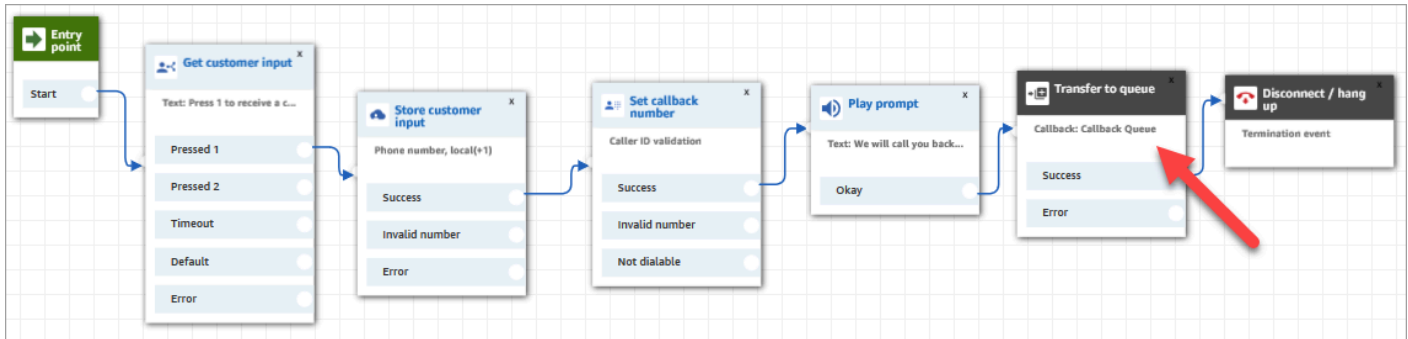 Entry
point
Start
Get customer input
x
Text: Press 1 to receive a c...
Pressed 1
Pressed 2
Timeout
Default
Error
Store customer
input
x
Phone number, local(+1)
Success
Invalid number
Error
Set callback
number
x
Caller ID validation
Success
Invalid number
Not dialable
Play prompt
x
Text: We will call you back...
Okay
Transfer to queue
x
Callback: Callback Queue
Success
Error
Disconnect / hang
up
x
Termination event